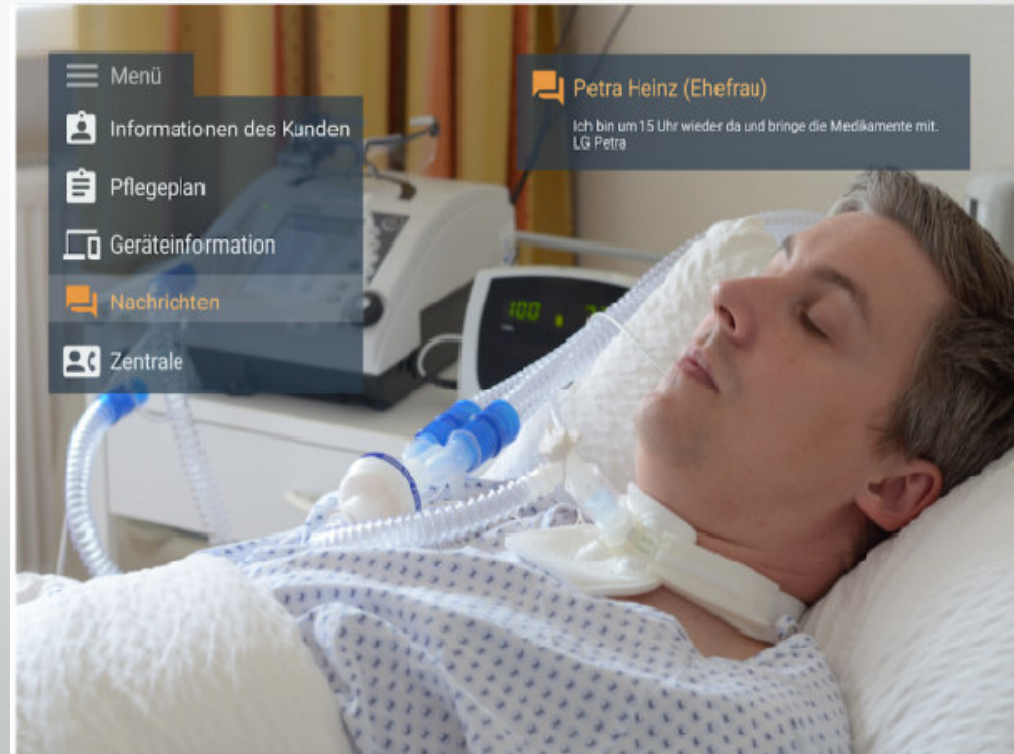 Menü
Informationen des Kunden
Pflegeplan
Geräteinformation
Nachrichten
Zentrale
Petra Heinz (Ehefrau)
Ich bin um 15 Uhr wieder da und bringe die Medikamente mit.
LG Petra
100